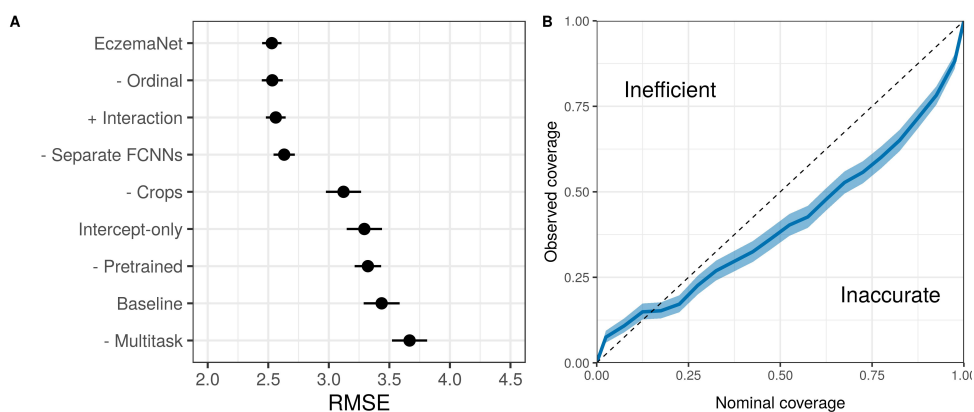 A
EczemaNet
- Ordinal
+ Interaction
- Separate FCNNs
- Crops
Intercept-only
- Pretrained
Baseline
- Multitask
2.0 2.5 3.0 3.5 4.0 4.5
RMSE
B
1.00
0.75
0.50
0.25
0.00
Observed coverage
Inefficient
Inaccurate
0.00 0.25 0.50 0.75 1.00
Nominal coverage